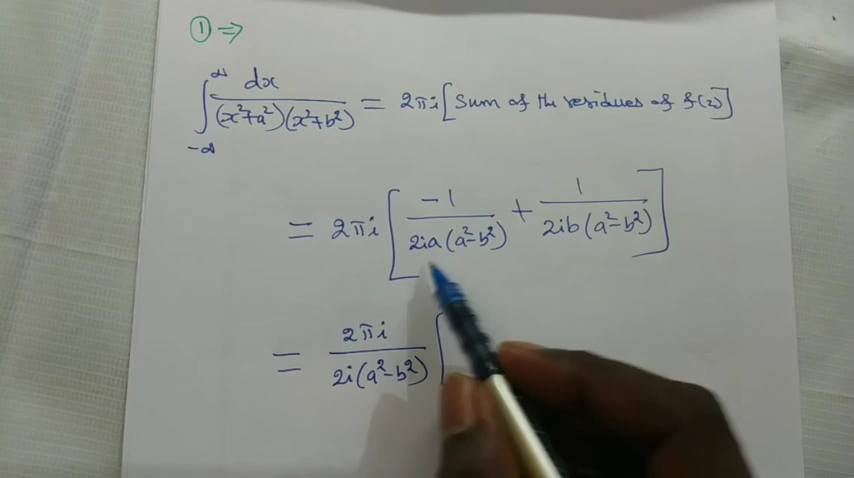 ① ⇒
∫_{-∞}^{∞} dx / (x²+a²)(x²+b²) = 2πi [Sum of the residues of f(z)]
= 2πi [ -1 / 2ia(a²-b²) + 1 / 2ib(a²-b²) ]
= 2πi / 2i(a²-b²) [